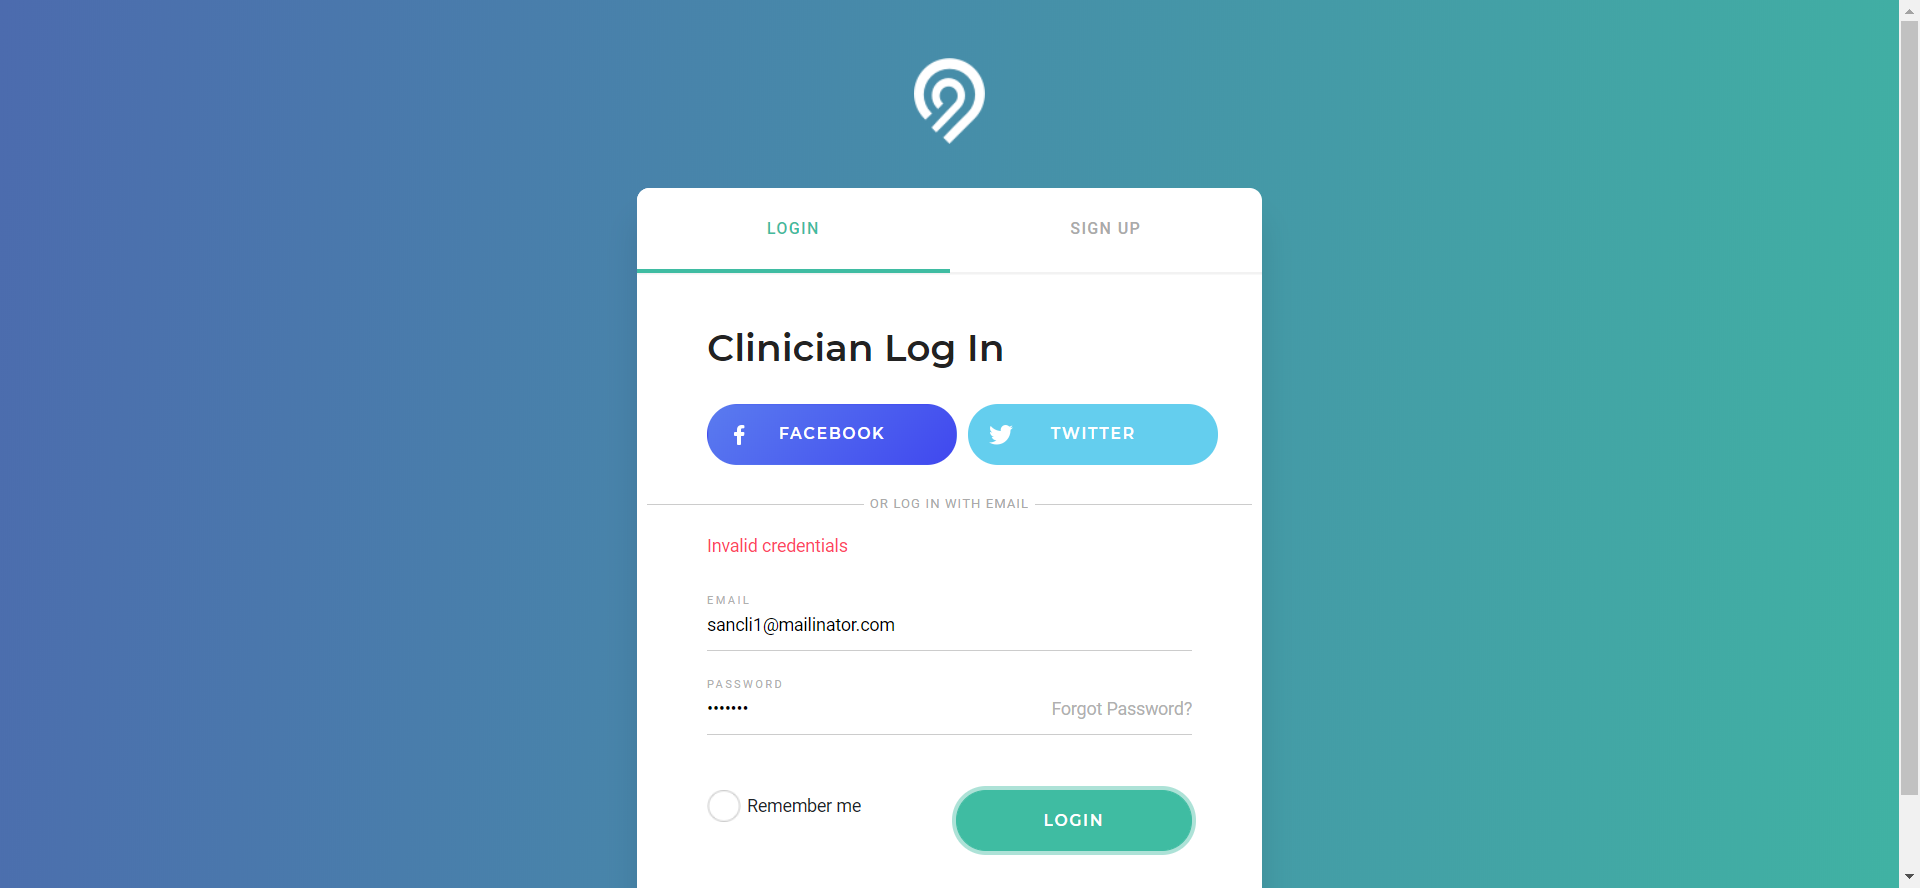 LOGIN
SIGN UP
Clinician Log In
FACEBOOK
TWITTER
OR LOG IN WITH EMAIL
Invalid credentials
EMAIL
sancli1@mailinator.com
PASSWORD
•••••••
Forgot Password?
Remember me
LOGIN